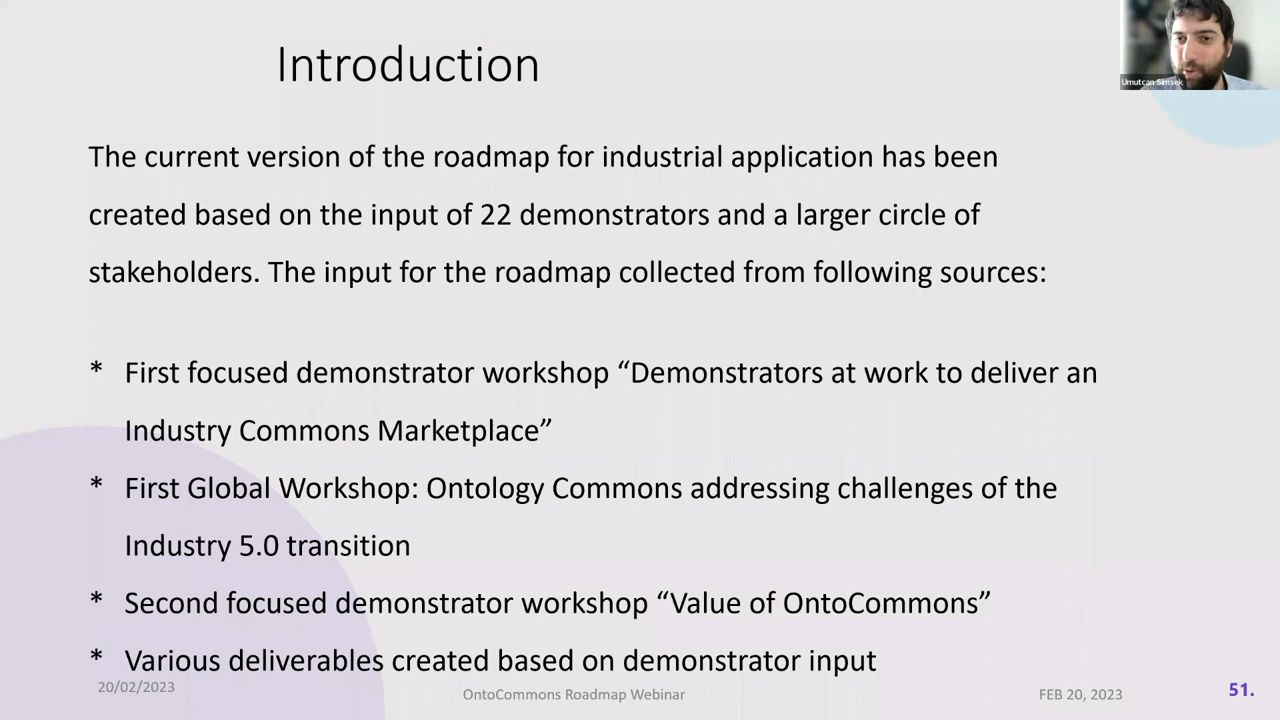 Introduction
Umutcan Simsek
The current version of the roadmap for industrial application has been
created based on the input of 22 demonstrators and a larger circle of
stakeholders. The input for the roadmap collected from following sources:
* First focused demonstrator workshop “Demonstrators at work to deliver an
Industry Commons Marketplace”
* First Global Workshop: Ontology Commons addressing challenges of the
Industry 5.0 transition
* Second focused demonstrator workshop “Value of OntoCommons”
* Various deliverables created based on demonstrator input
20/02/2023
OntoCommons Roadmap Webinar
FEB 20, 2023
51.